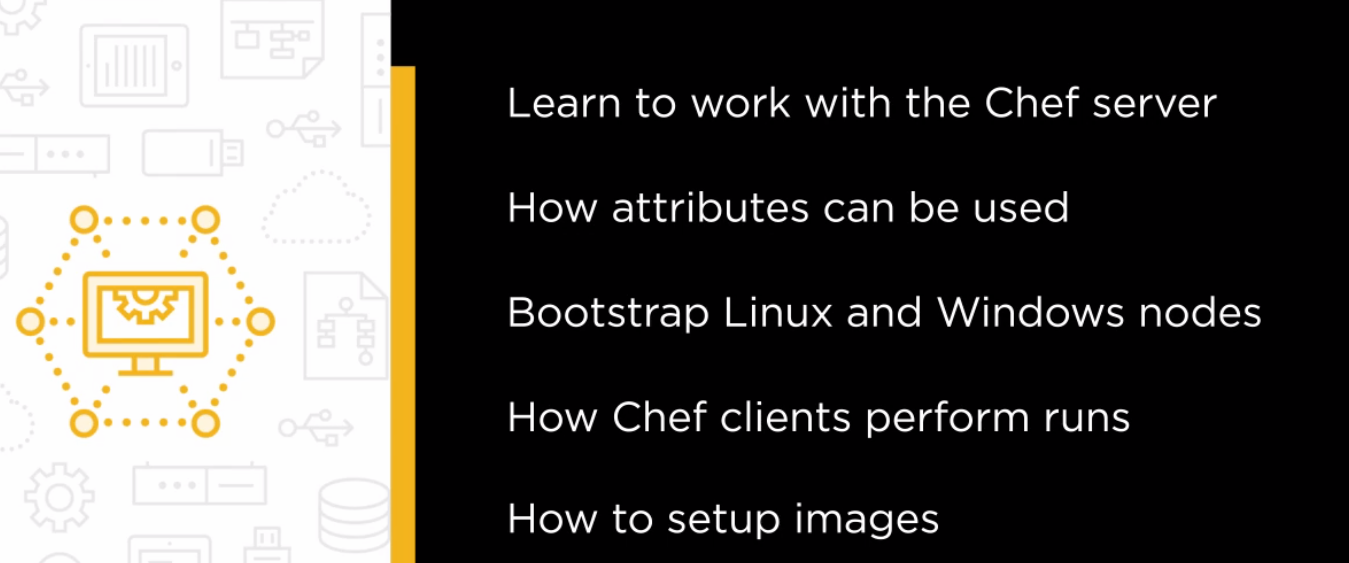 Learn to work with the Chef server
How attributes can be used
Bootstrap Linux and Windows nodes
How Chef clients perform runs
How to setup images